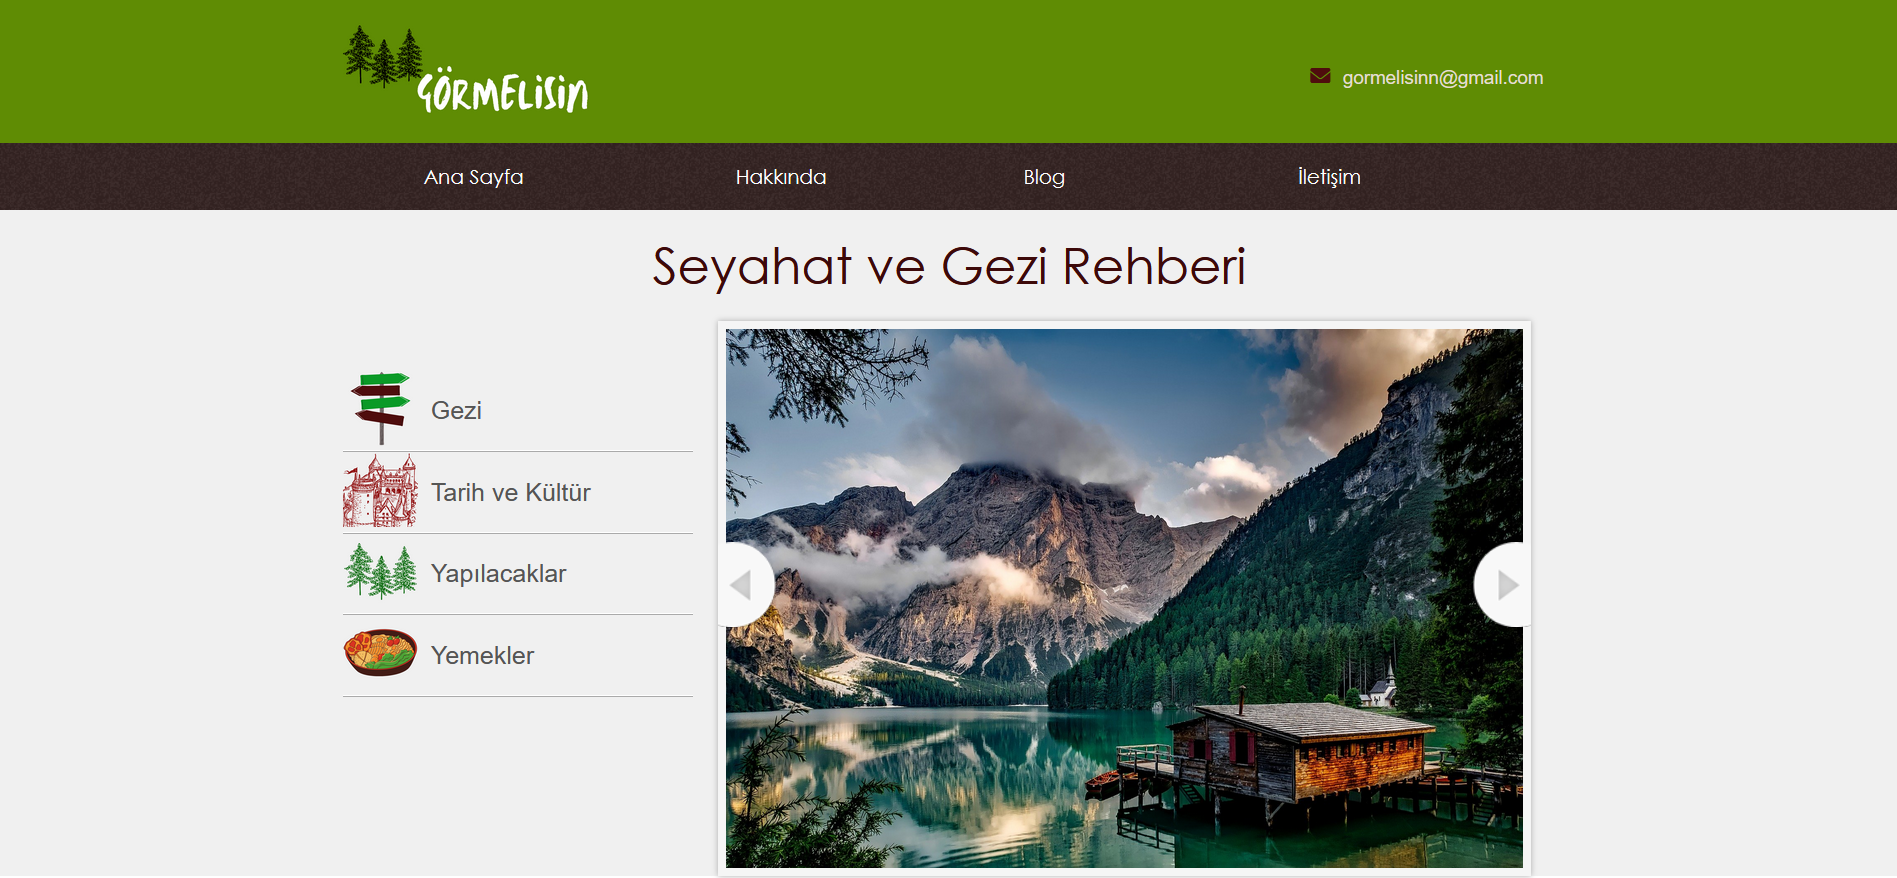 GÖRMELİSİN
gormelisinn@gmail.com
Ana Sayfa
Hakkında
Blog
İletişim
Seyahat ve Gezi Rehberi
Gezi
Tarih ve Kültür
Yapılacaklar
Yemekler